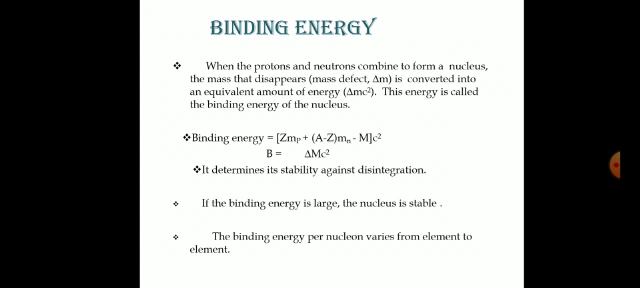 BINDING ENERGY
❖ When the protons and neutrons combine to form a nucleus,
the mass that disappears (mass defect, Δm) is converted into
an equivalent amount of energy (Δmc²). This energy is called
the binding energy of the nucleus.
❖Binding energy = [Zmₚ + (A-Z)mₙ - M]c²
B = ΔMc²
❖It determines its stability against disintegration.
❖ If the binding energy is large, the nucleus is stable .
❖ The binding energy per nucleon varies from element to
element.